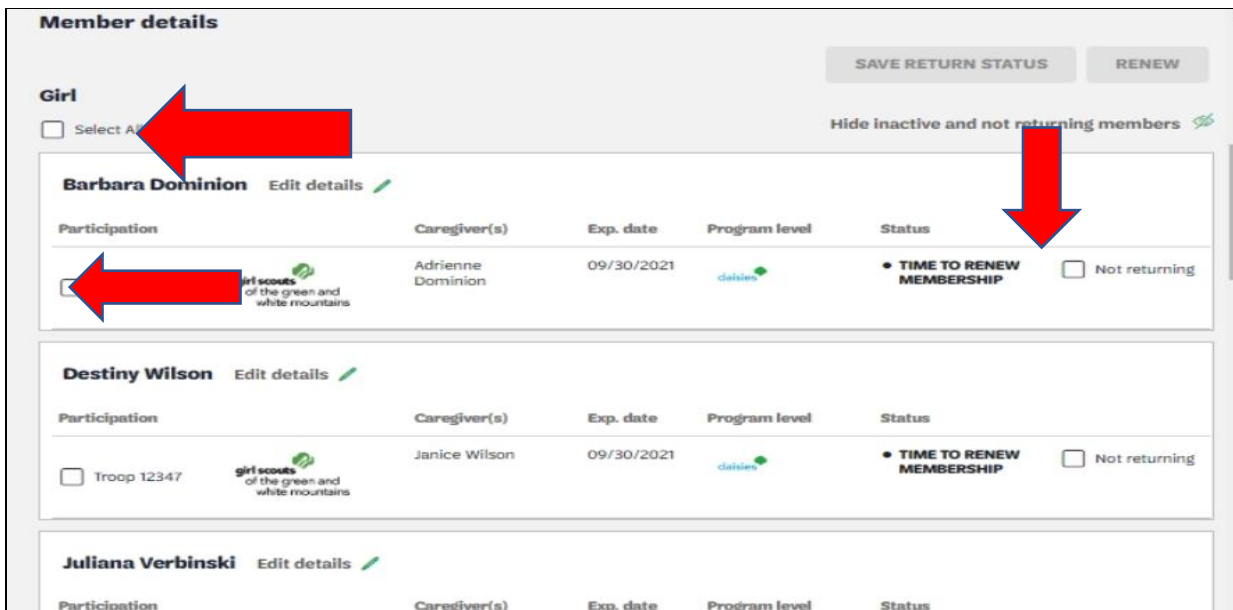 Member details
SAVE RETURN STATUS RENEW
Girl
Select All
Hide inactive and not returning members
Barbara Dominion Edit details
Participation Caregiver(s) Exp. date Program level Status
girl scouts
of the green and
white mountains
Adrienne
Dominion
09/30/2021
daisies
• TIME TO RENEW
MEMBERSHIP
Not returning
Destiny Wilson Edit details
Participation Caregiver(s) Exp. date Program level Status
Troop 12347
girl scouts
of the green and
white mountains
Janice Wilson
09/30/2021
daisies
• TIME TO RENEW
MEMBERSHIP
Not returning
Juliana Verbinski Edit details
Participation Caregiver(s) Exp. date Program level Status